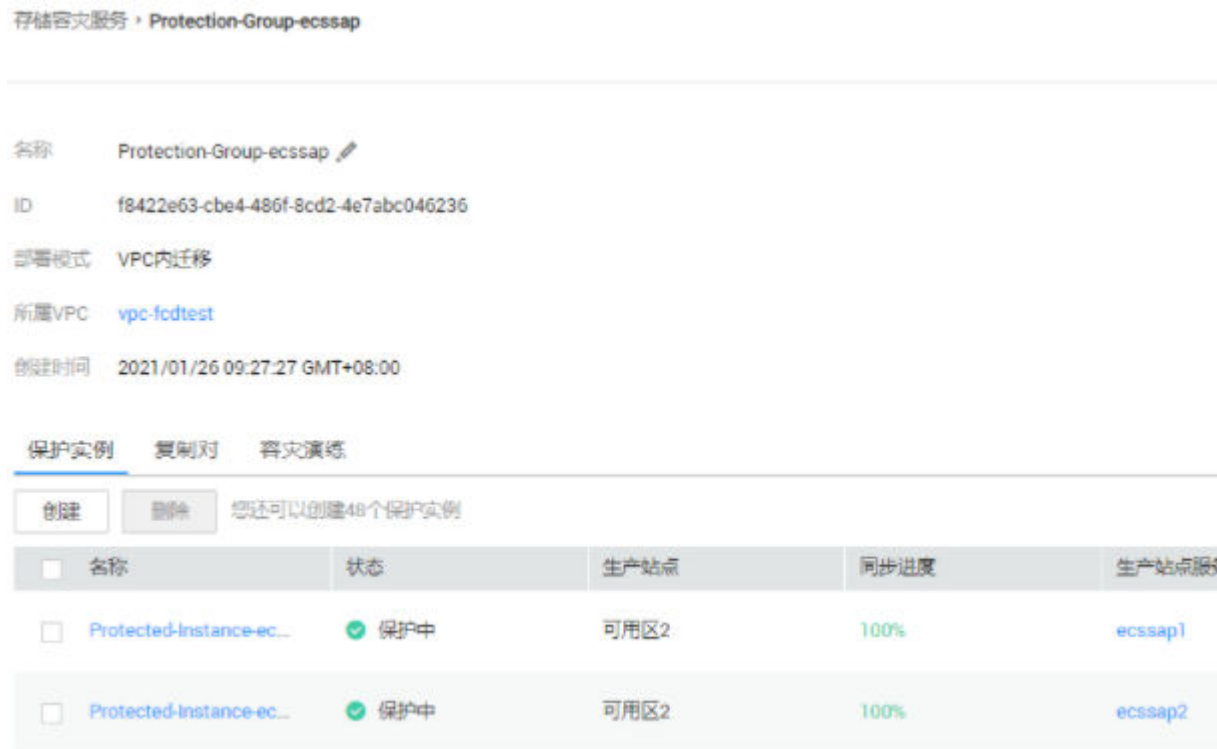 存储容灾服务 › Protection-Group-ecssap
名称 Protection-Group-ecssap
ID f8422e63-cbe4-486f-8cd2-4e7abc046236
部署模式 VPC内迁移
所属VPC vpc-fcdtest
创建时间 2021/01/26 09:27:27 GMT+08:00
保护实例 复制对 容灾演练
创建 删除 您还可以创建48个保护实例
名称 状态 生产站点 同步进度 生产站点服务
Protected-Instance-ec... 保护中 可用区2 100% ecssap1
Protected-Instance-ec... 保护中 可用区2 100% ecssap2